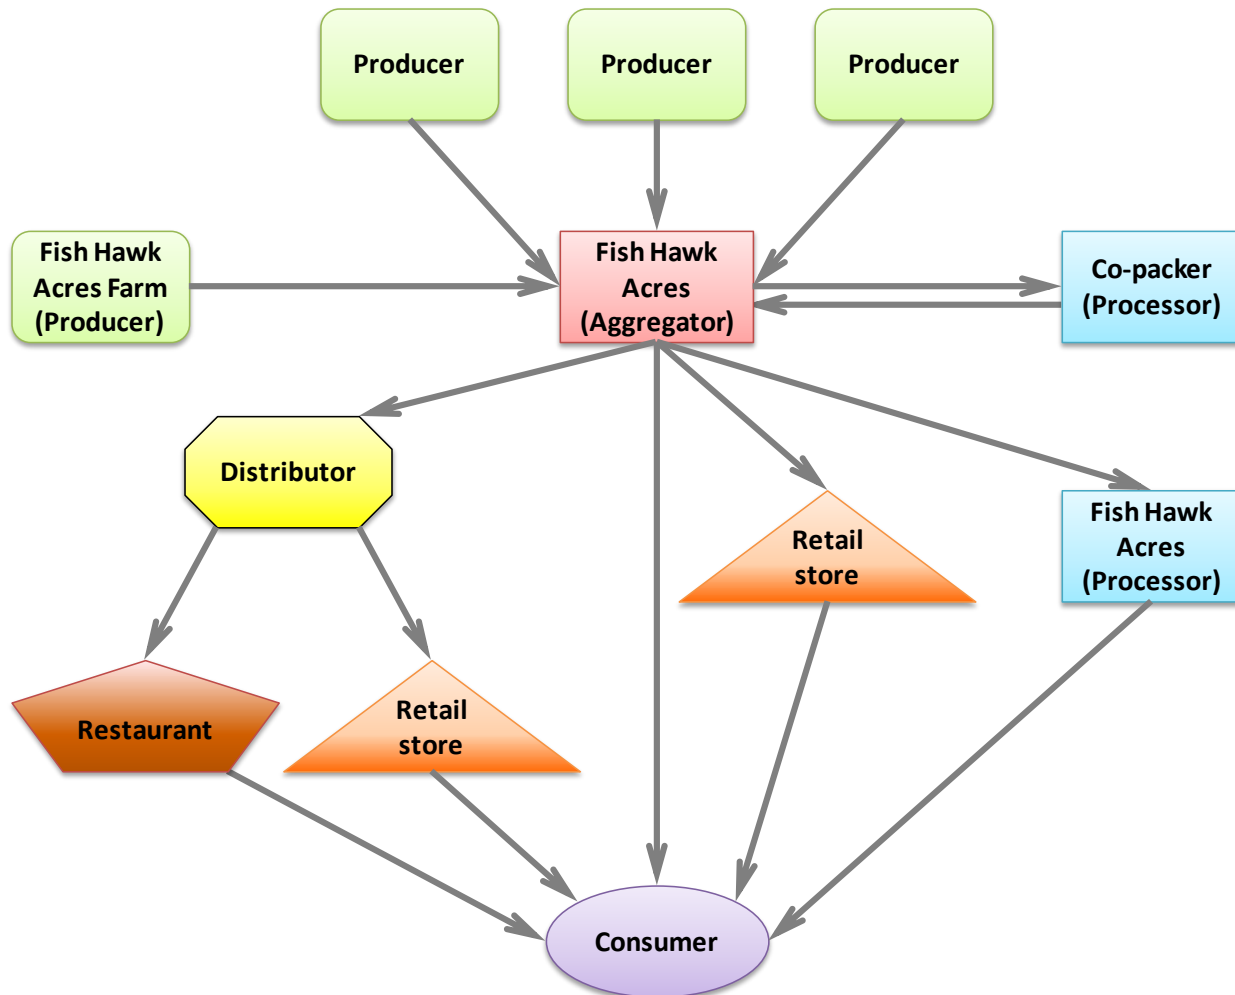 Producer
Producer
Producer
Fish Hawk
Acres Farm
(Producer)
Fish Hawk
Acres
(Aggregator)
Co-packer
(Processor)
Distributor
Retail
store
Fish Hawk
Acres
(Processor)
Restaurant
Retail
store
Consumer